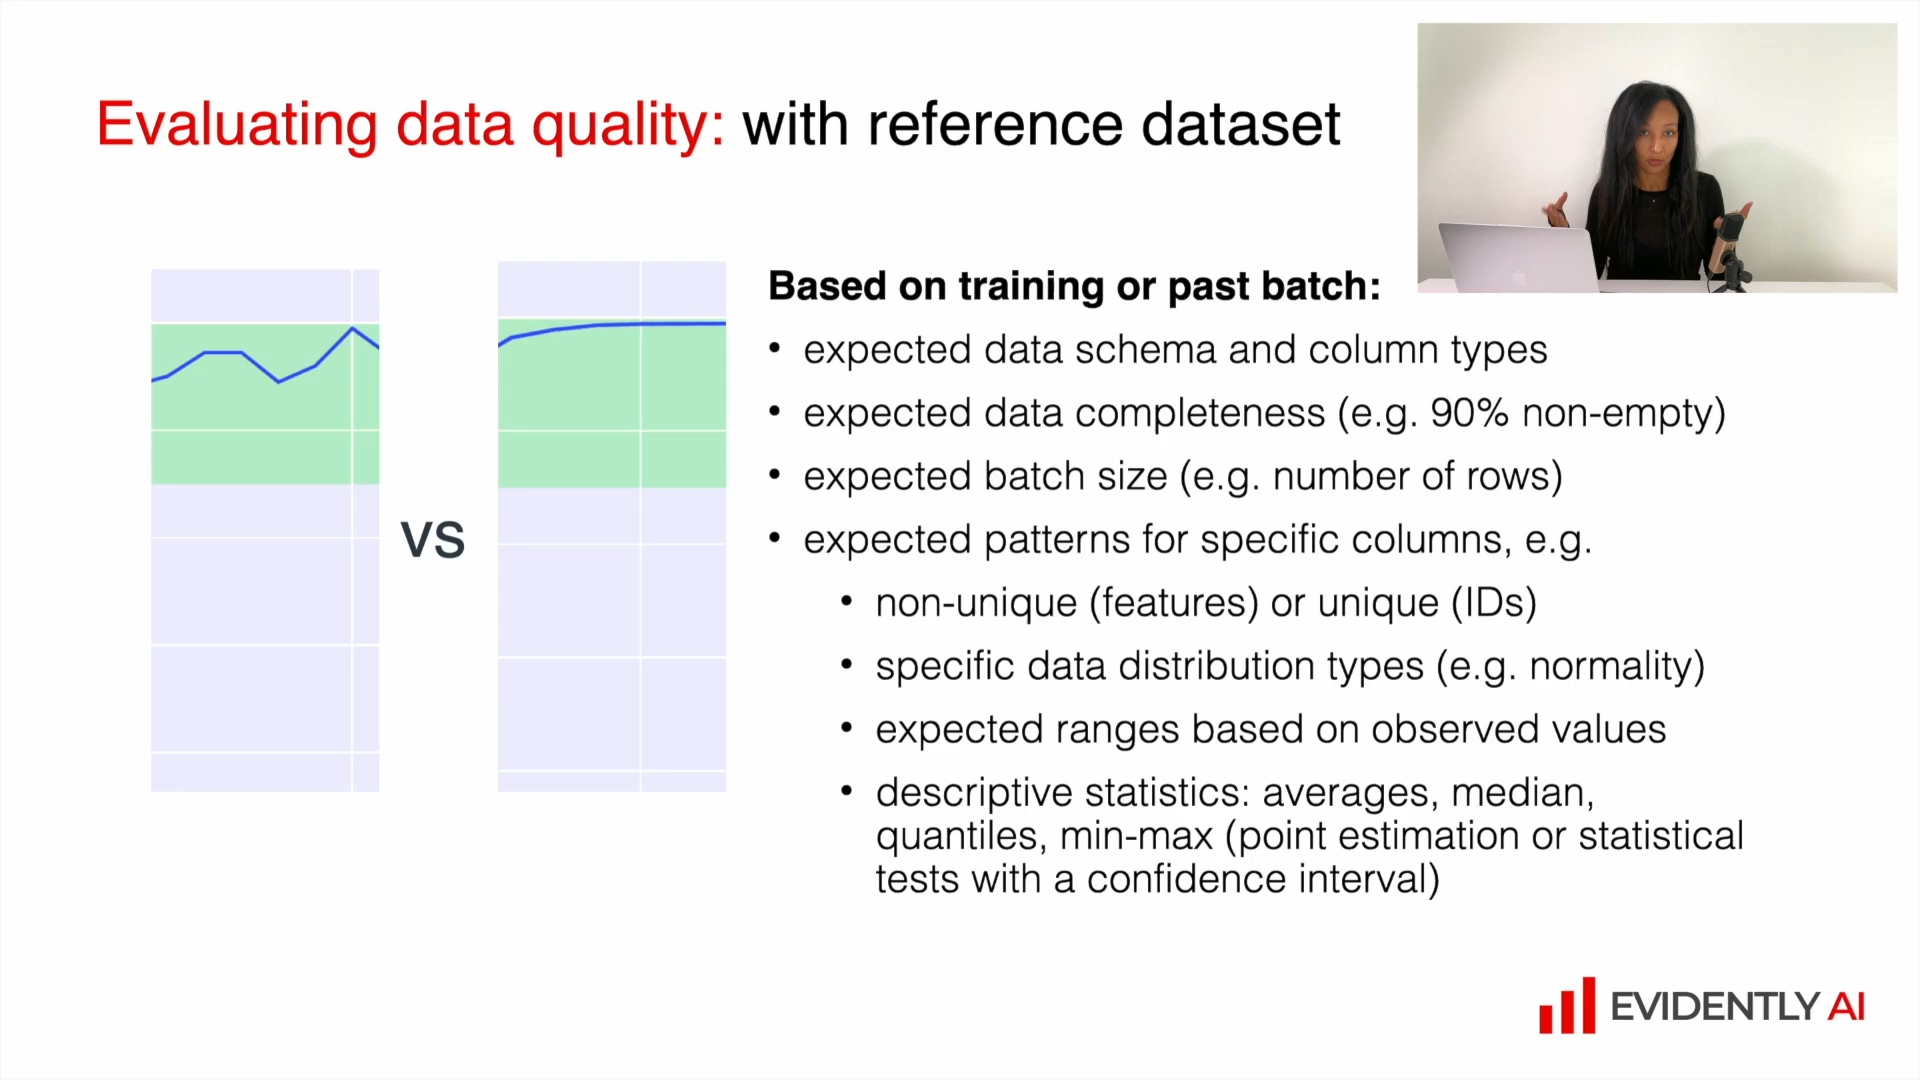 Evaluating data quality: with reference dataset
vs
Based on training or past batch:
• expected data schema and column types
• expected data completeness (e.g. 90% non-empty)
• expected batch size (e.g. number of rows)
• expected patterns for specific columns, e.g.
• non-unique (features) or unique (IDs)
• specific data distribution types (e.g. normality)
• expected ranges based on observed values
• descriptive statistics: averages, median,
quantiles, min-max (point estimation or statistical
tests with a confidence interval)
EVIDENTLY AI